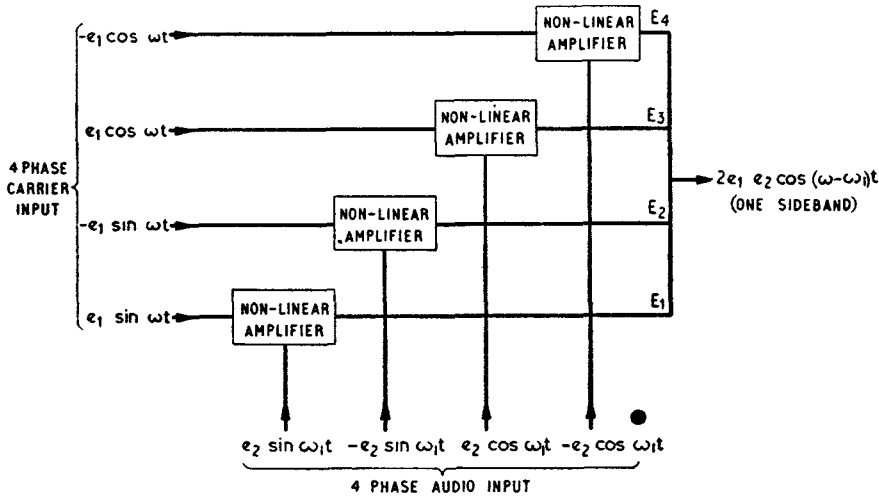 NON-LINEAR
AMPLIFIER
E4
-e1 cos ωt
NON-LINEAR
AMPLIFIER
E3
e1 cos ωt
4 PHASE
CARRIER
INPUT
2e1 e2 cos (ω-ω1)t
(ONE SIDEBAND)
NON-LINEAR
AMPLIFIER
E2
-e1 sin ωt
NON-LINEAR
AMPLIFIER
E1
e1 sin ωt
e2 sin ω1t -e2 sin ω1t e2 cos ω1t -e2 cos ω1t
4 PHASE AUDIO INPUT